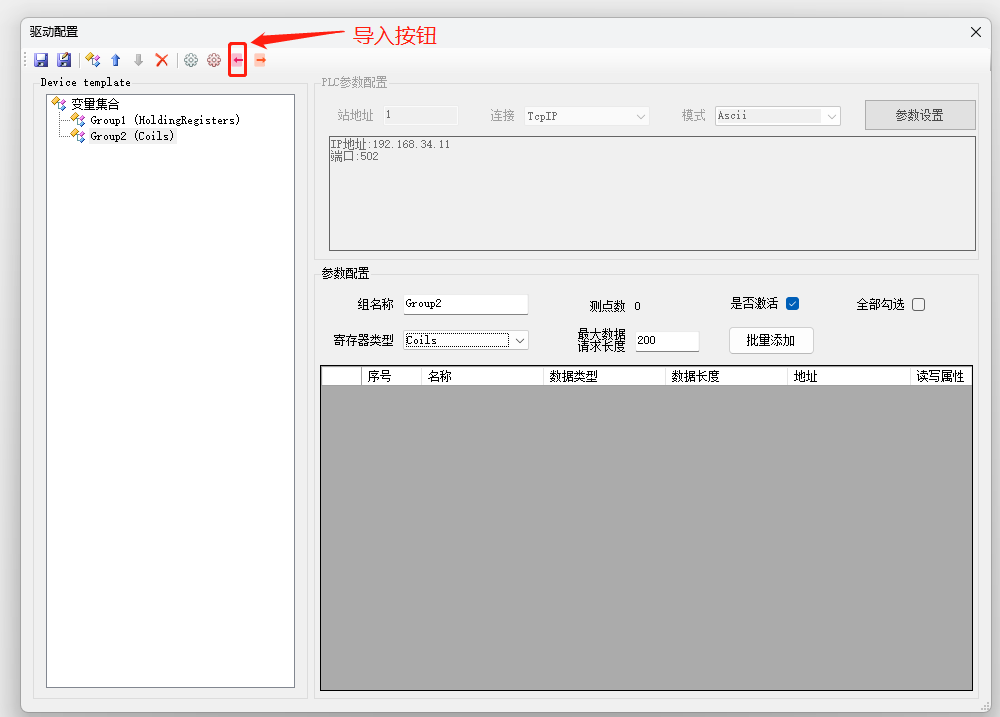 驱动配置
导入按钮
Device template
变量集合
Group1 (HoldingRegisters)
Group2 (Coils)
PLC参数配置
站地址 1 连接 TcpIP 模式 Ascii 参数设置
IP地址:192.168.34.11
端口:502
参数配置
组名称 Group2 测点数 0 是否激活 全部勾选
寄存器类型 Coils 最大数据
请求长度 200 批量添加
序号 名称 数据类型 数据长度 地址 读写属性